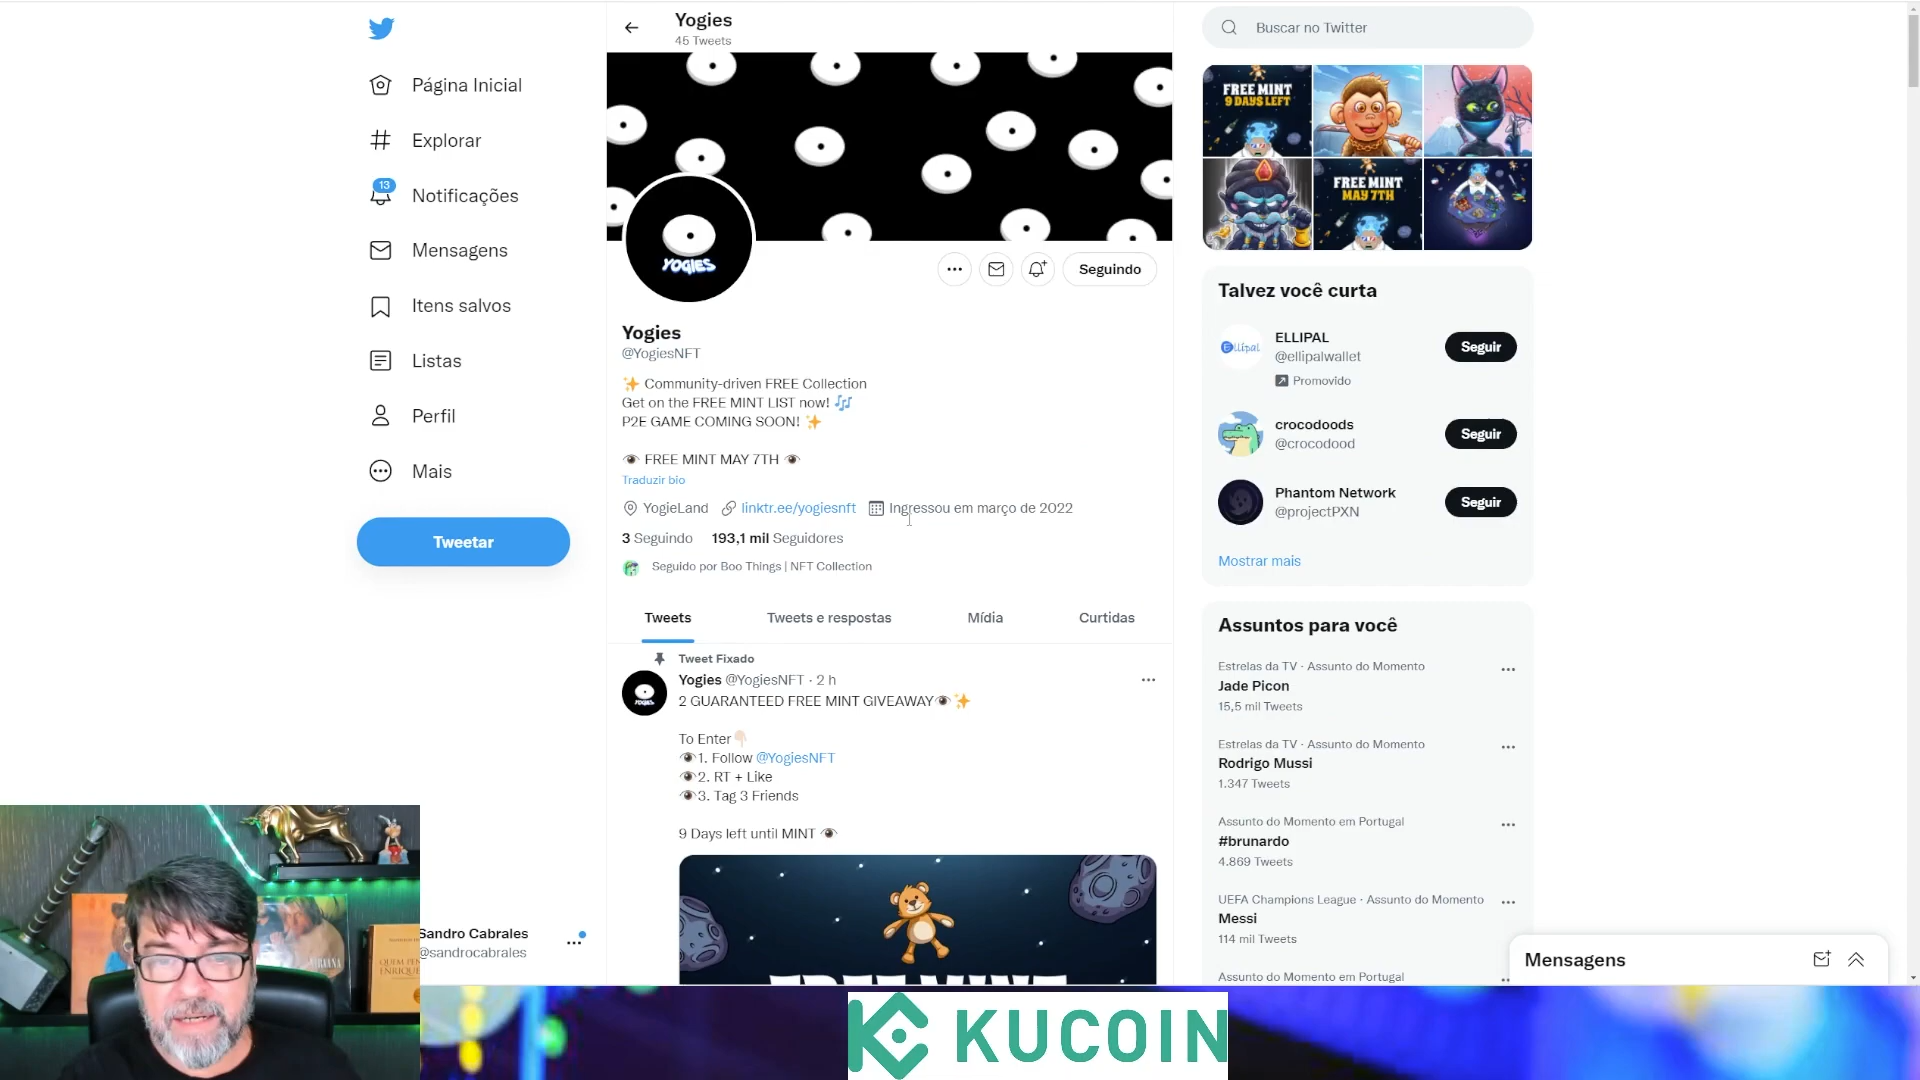 Yogies
45 Tweets
Buscar no Twitter
Página Inicial
Explorar
13
Notificações
Mensagens
Itens salvos
Listas
Perfil
Mais
Tweetar
YOGIES
Seguindo
Yogies
@YogiesNFT
✨ Community-driven FREE Collection
Get on the FREE MINT LIST now! 🎶
P2E GAME COMING SOON! ✨
👁 FREE MINT MAY 7TH 👁
Traduzir bio
YogieLand linktr.ee/yogiesnft Ingressou em março de 2022
3 Seguindo 193,1 mil Seguidores
Seguido por Boo Things | NFT Collection
Tweets Tweets e respostas Mídia Curtidas
Tweet Fixado
Yogies @YogiesNFT · 2 h
2 GUARANTEED FREE MINT GIVEAWAY👁✨
To Enter👇🏻
👁1. Follow @YogiesNFT
👁2. RT + Like
👁3. Tag 3 Friends
9 Days left until MINT 👁
YOGIES
FREE MINT
FREE MINT
9 DAYS LEFT
FREE MINT
MAY 7TH
Talvez você curta
ELLIPAL
@ellipalwallet
Promovido
Seguir
Ellipal
crocodoods
@crocodood
Seguir
Phantom Network
@projectPXN
Seguir
Mostrar mais
Assuntos para você
Estrelas da TV · Assunto do Momento
Jade Picon
15,5 mil Tweets
Estrelas da TV · Assunto do Momento
Rodrigo Mussi
1.347 Tweets
Assunto do Momento em Portugal
#brunardo
4.869 Tweets
UEFA Champions League · Assunto do Momento
Messi
114 mil Tweets
Assunto do Momento em Portugal
Mensagens
Sandro Cabrales
@sandrocabrales
NIRVANA
KUCOIN